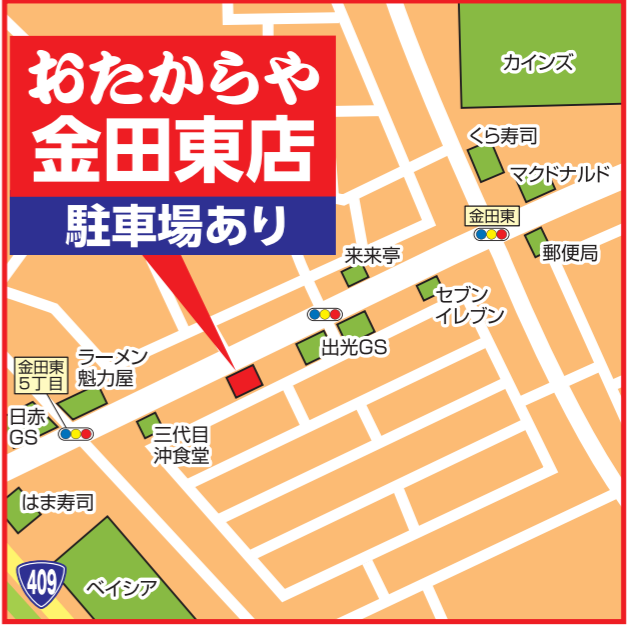 おたからや
金田東店
駐車場あり
カインズ
くら寿司
マクドナルド
金田東
郵便局
来来亭
セブン
イレブン
出光GS
ラーメン
魁力屋
金田東
5丁目
日赤
GS
三代目
沖食堂
はま寿司
409
ベイシア